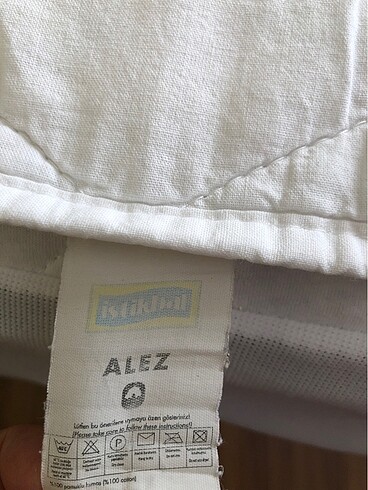 istikbal
ALEZ
Lütfen bu önerilere uymaya özen gösteriniz!
(Please take care to follow these instructions!)
P
%100 pamuklu kumaş (%100 cotton)